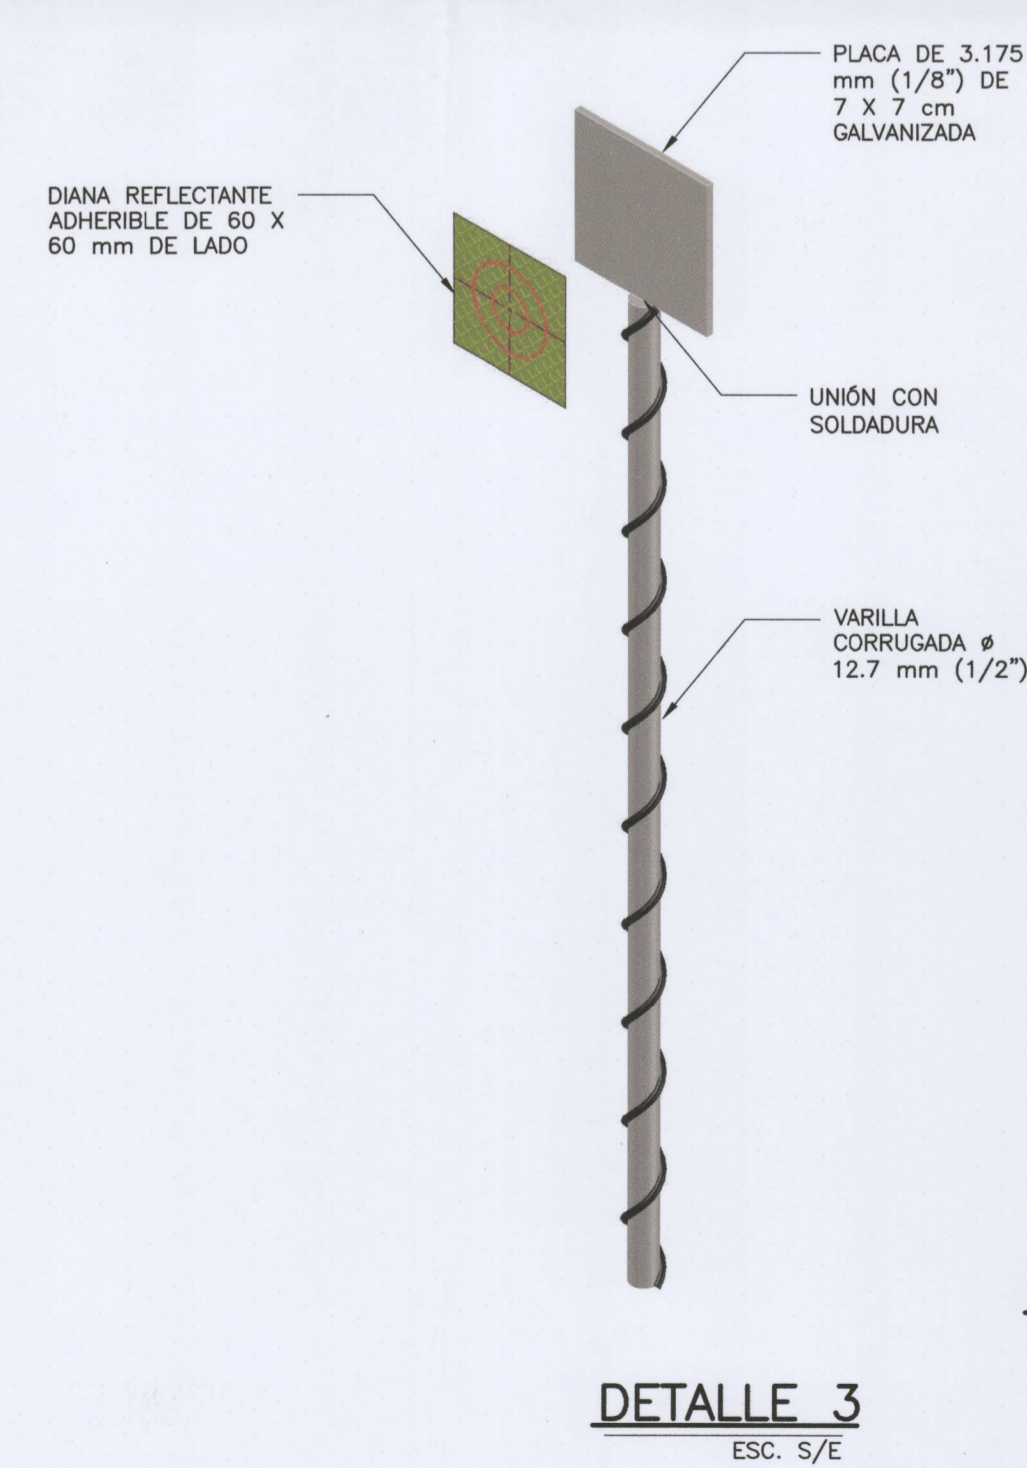 PLACA DE 3.175
mm (1/8") DE
7 X 7 cm
GALVANIZADA
DIANA REFLECTANTE
ADHERIBLE DE 60 X
60 mm DE LADO
UNIÓN CON
SOLDADURA
VARILLA
CORRUGADA ø
12.7 mm (1/2")
DETALLE 3
ESC. S/E